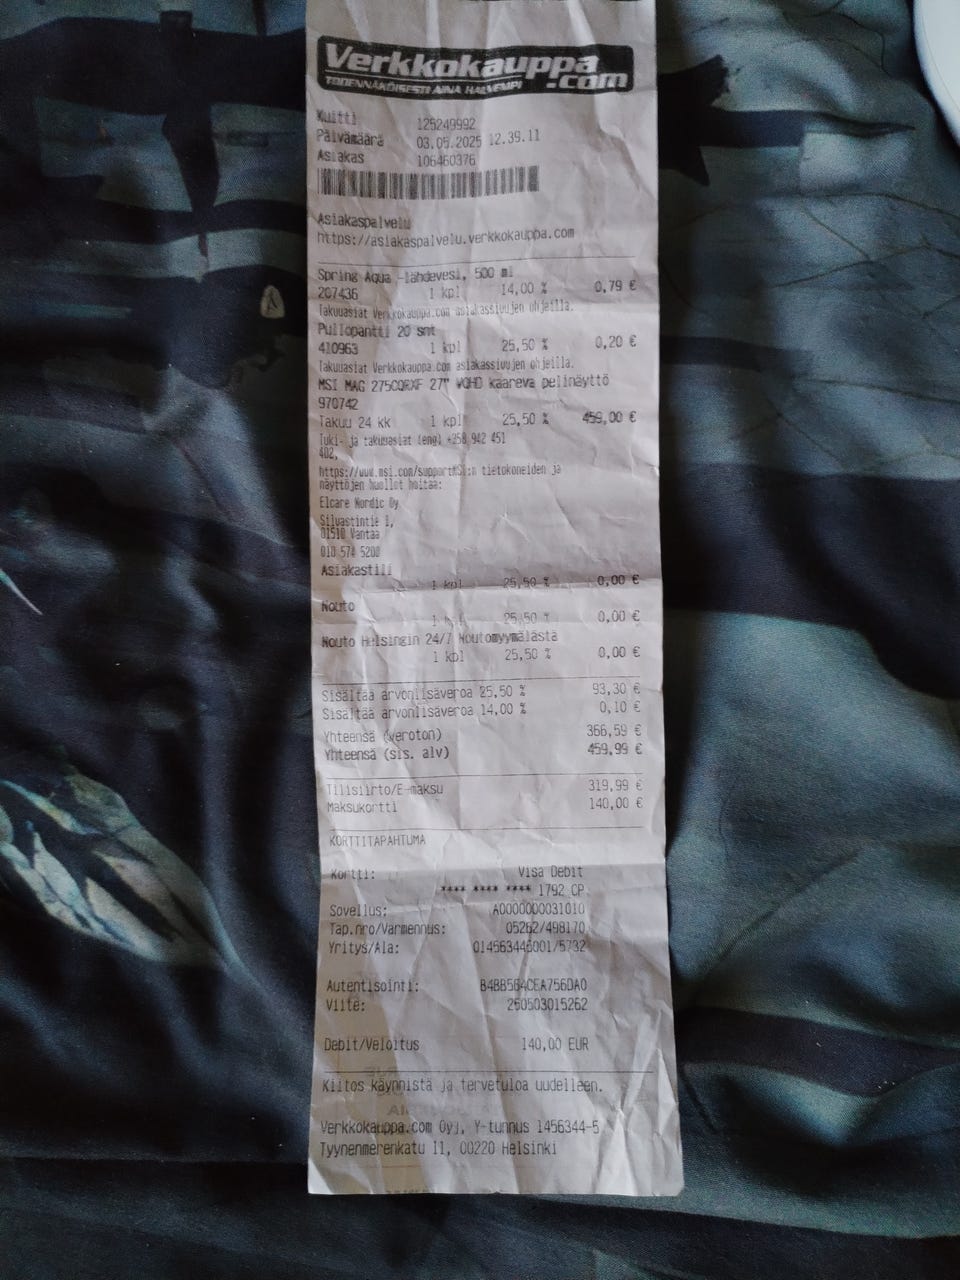 Verkkokauppa
.com
TODENNÄKÖISESTI AINA HALVEMPI
Kuitti 125249992
Päivämäärä 03.05.2025 12.39.11
Asiakas 106460376
Asiakaspalvelu
https://asiakaspalvelu.verkkokauppa.com
Spring Aqua -lähdevesi, 500 ml
207436 1 kpl 14,00 % 0,79 €
Takuuasiat Verkkokauppa.com asiakassivujen ohjeilla.
Pullopantti 20 snt
410963 1 kpl 25,50 % 0,20 €
Takuuasiat Verkkokauppa.com asiakassivujen ohjeilla.
MSI MAG 275CQRXF 27" WQHD kaareva pelinäyttö
970742
Takuu 24 kk 1 kpl 25,50 % 459,00 €
Tuki- ja takuuasiat (eng) +358 942 451
402,
https://www.msi.com/supportMSI:n tietokoneiden ja
näyttöjen huollot hoitaa:
Elcare Nordic Oy
Silvastintie 1,
01510 Vantaa
010 574 5200
Asiakastili
1 kpl 25,50 % 0,00 €
Nouto
1 kpl 25,50 % 0,00 €
Nouto Helsingin 24/7 Noutomyymälästä
1 kpl 25,50 % 0,00 €
Sisältää arvonlisäveroa 25,50 % 93,30 €
Sisältää arvonlisäveroa 14,00 % 0,10 €
Yhteensä (veroton) 366,59 €
Yhteensä (sis. alv) 459,99 €
Tilisiirto/E-maksu 319,99 €
Maksukortti 140,00 €
KORTTITAPAHTUMA
Kortti: Visa Debit
**** **** **** 1792 CP
Sovellus: A0000000031010
Tap.nro/Varmennus: 05262/498170
Yritys/Ala: 014563446001/5732
Autentisointi: B4BB564CEA756DA0
Viite: 250503015262
Debit/Veloitus 140,00 EUR
Kiitos käynnistä ja tervetuloa uudelleen.
Verkkokauppa.com Oyj, Y-tunnus 1456344-5
Tyynenmerenkatu 11, 00220 Helsinki